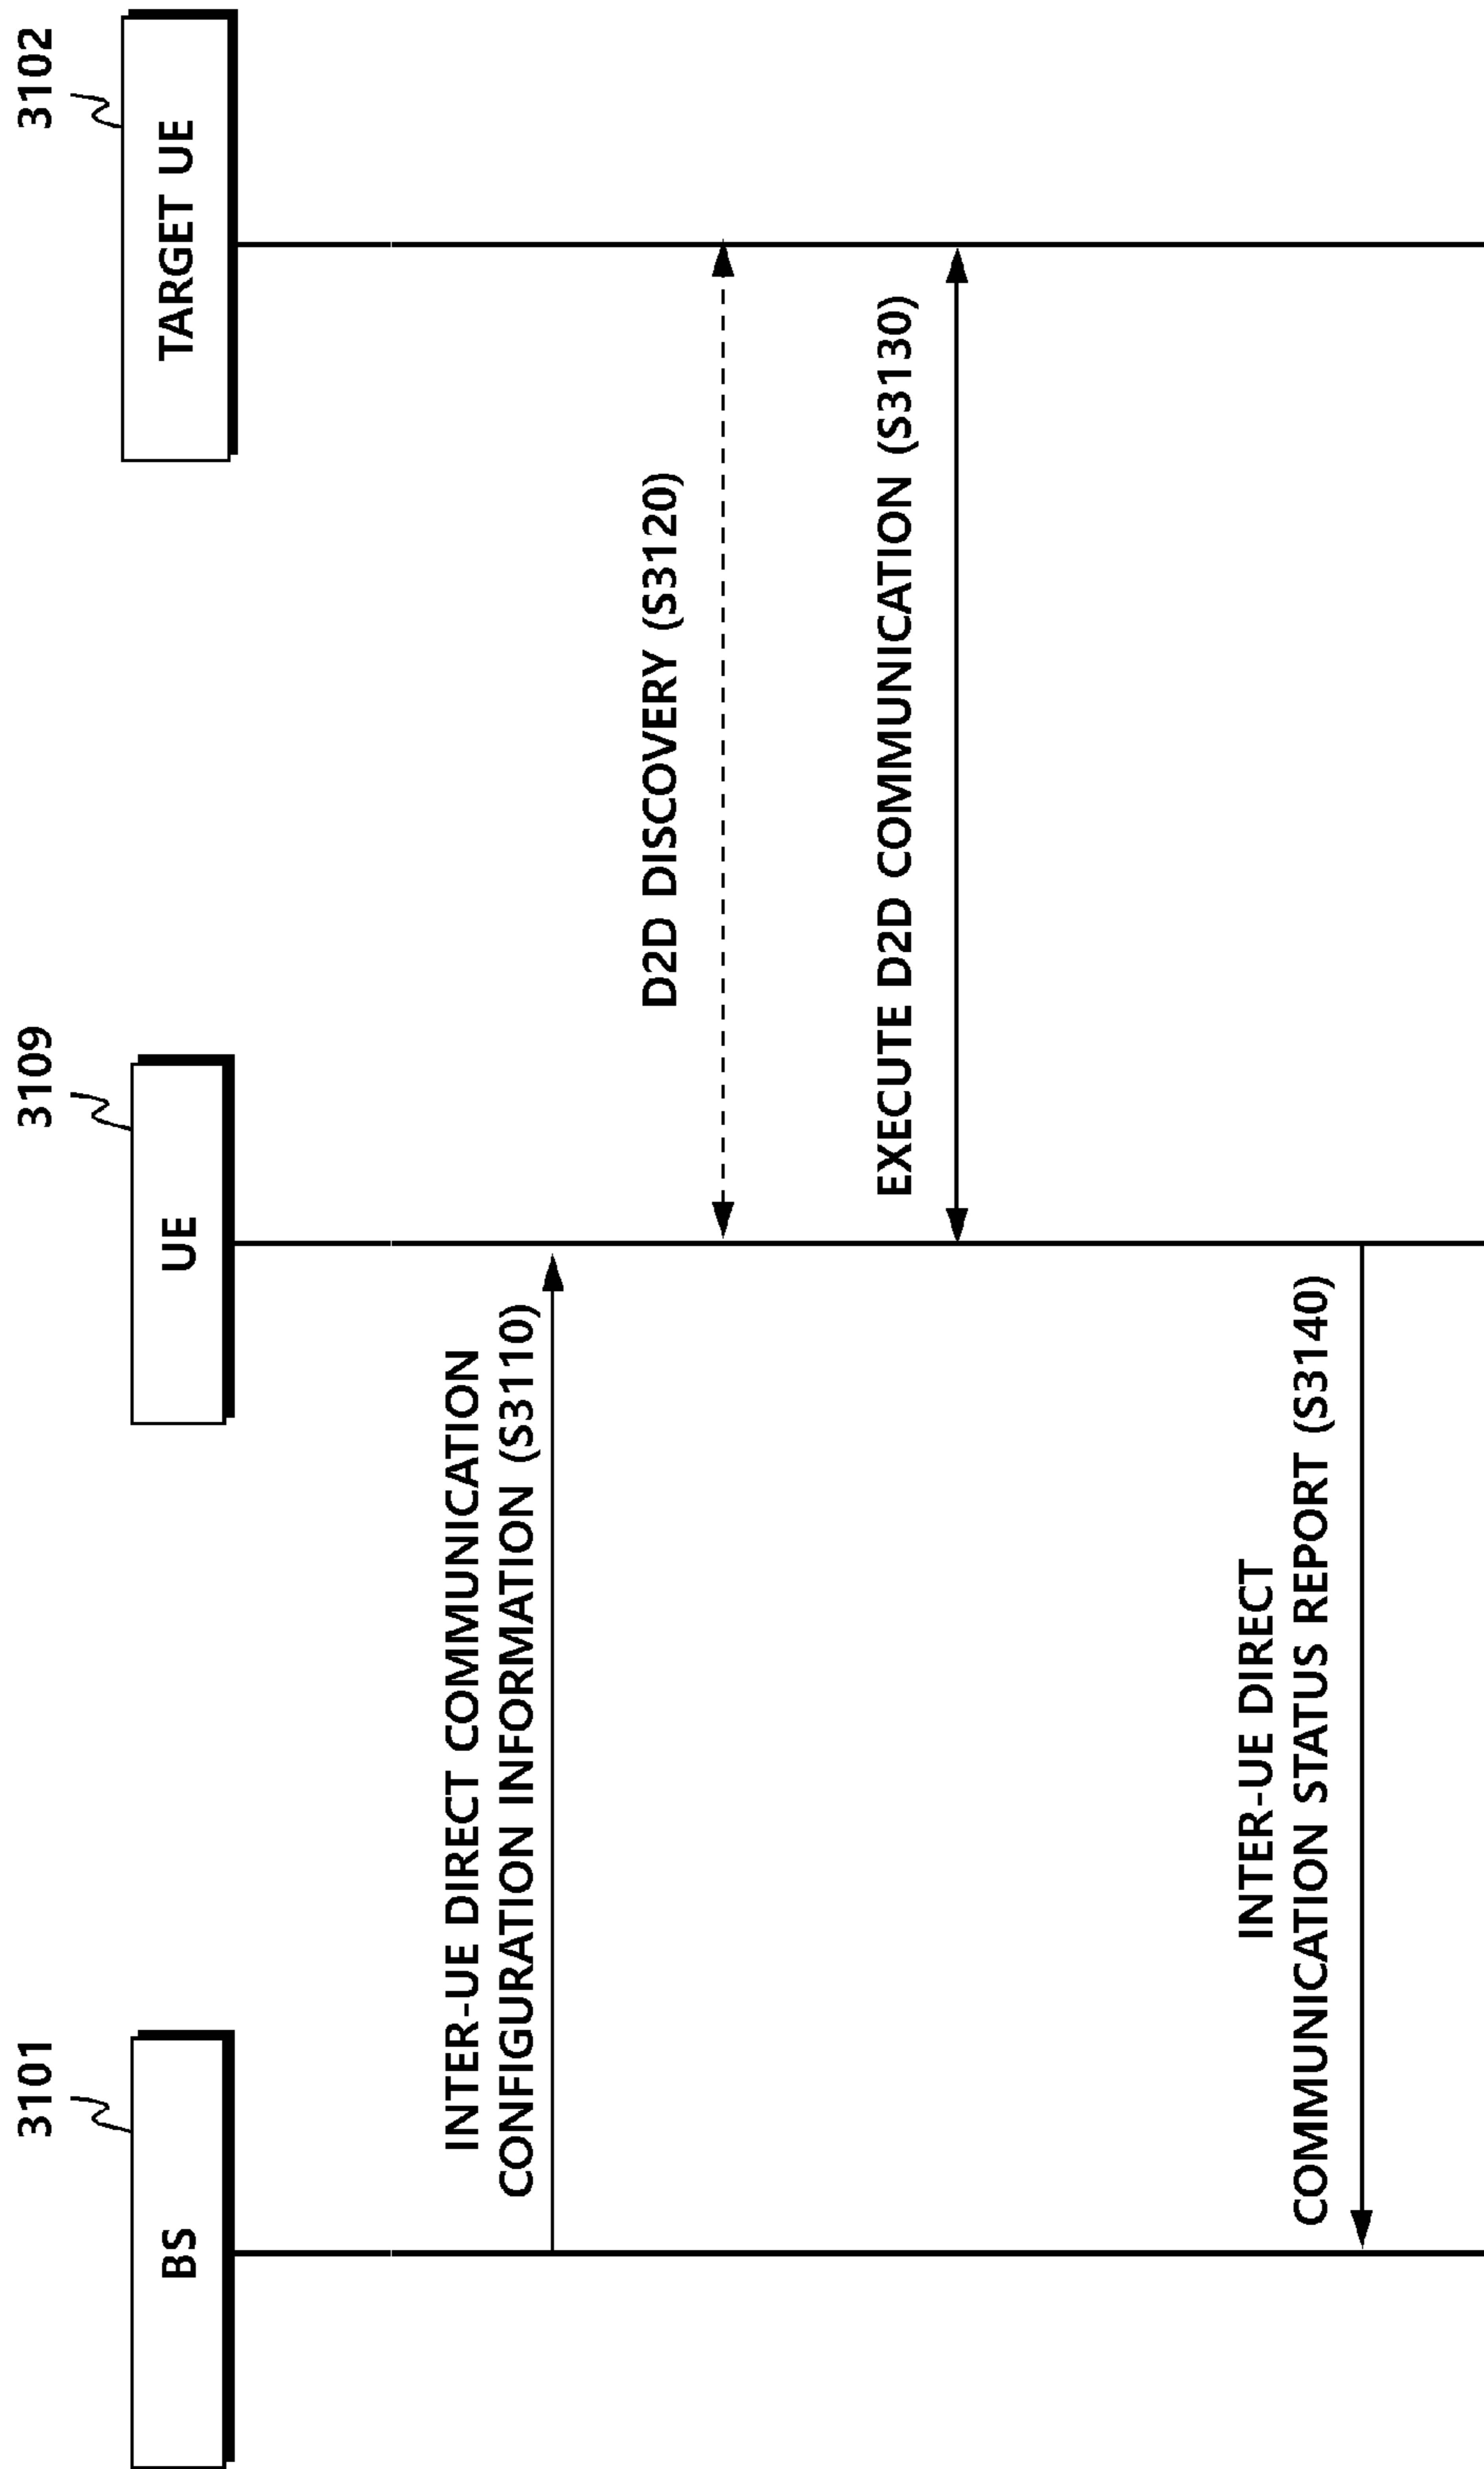 3101
3109
3102
BS
UE
TARGET UE
INTER-UE DIRECT COMMUNICATION
CONFIGURATION INFORMATION (S3110)
D2D DISCOVERY (S3120)
EXECUTE D2D COMMUNICATION (S3130)
INTER-UE DIRECT
COMMUNICATION STATUS REPORT (S3140)